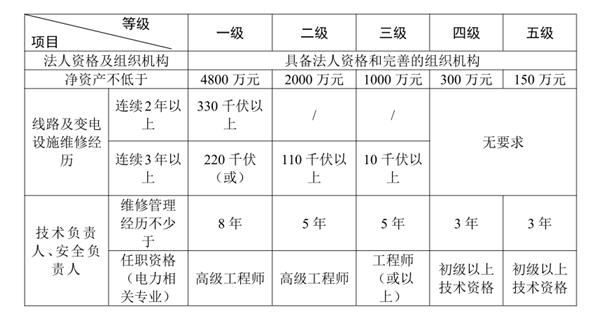 等级
项目
一级 二级 三级 四级 五级
法人资格及组织机构 具备法人资格和完善的组织机构
净资产不低于 4800 万元 2000 万元 1000 万元 300 万元 150 万元
线路及变电
设施维修经
历
连续 2 年以
上
330 千伏以
上
/ /
无要求
连续 3 年以
上
220 千伏
（或）
110 千伏以
上
10 千伏以
上
技术负责
人、安全负
责人
维修管理
经历不少
于
8 年 5 年 5 年 3 年 3 年
任职资格
（电力相
关专业）
高级工程师 高级工程师
工程师
（或以
上）
初级以上
技术资格
初级以上
技术资格